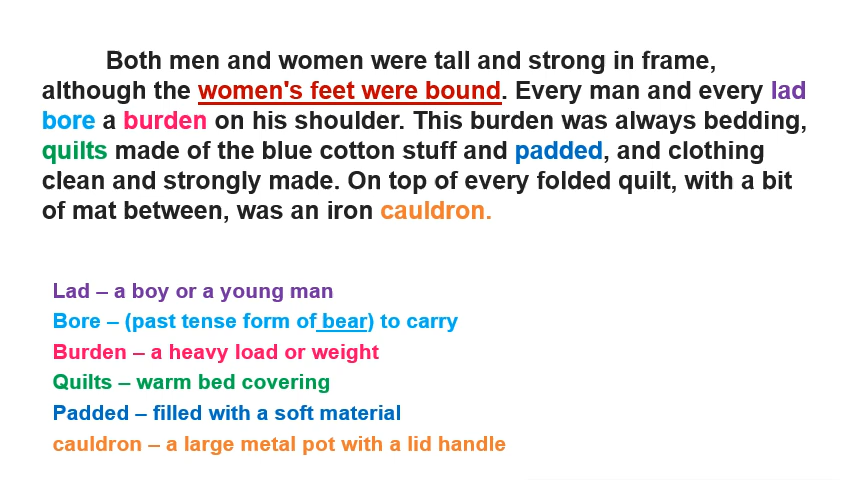 Both men and women were tall and strong in frame,
although the women's feet were bound. Every man and every lad
bore a burden on his shoulder. This burden was always bedding,
quilts made of the blue cotton stuff and padded, and clothing
clean and strongly made. On top of every folded quilt, with a bit
of mat between, was an iron cauldron.
Lad – a boy or a young man
Bore – (past tense form of bear) to carry
Burden – a heavy load or weight
Quilts – warm bed covering
Padded – filled with a soft material
cauldron – a large metal pot with a lid handle